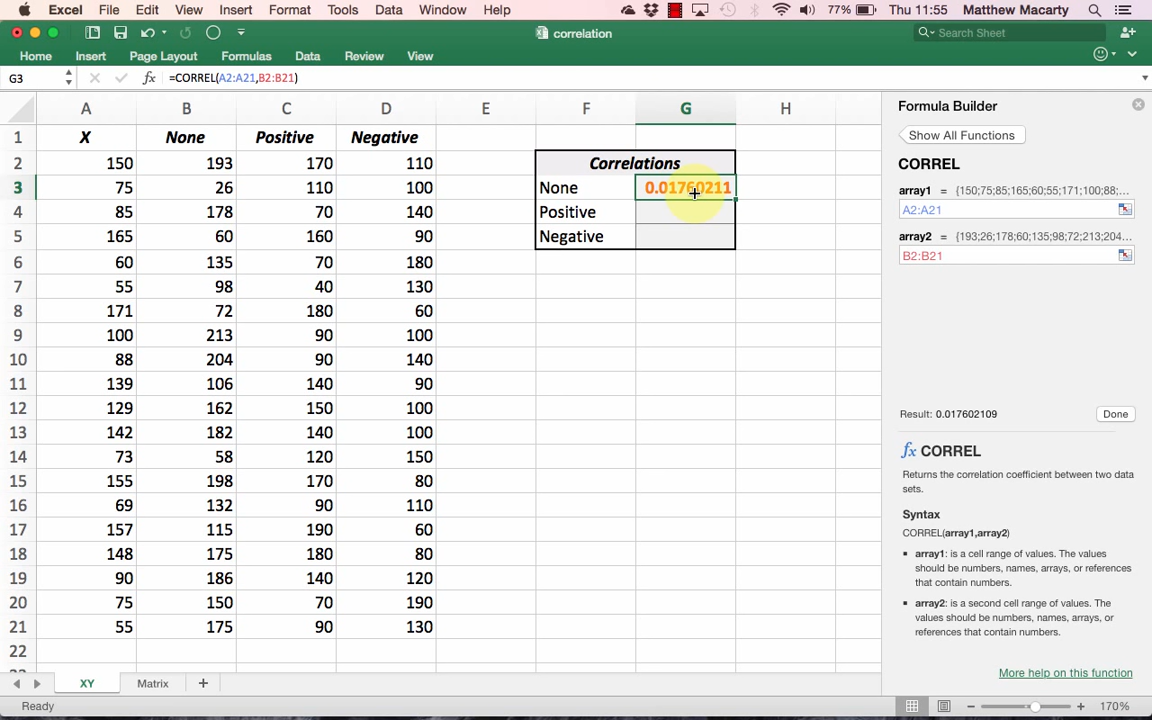 Excel File Edit View Insert Format Tools Data Window Help 77% Thu 11:55 Matthew Macarty
correlation
Search Sheet
Home Insert Page Layout Formulas Data Review View
G3 fx =CORREL(A2:A21,B2:B21)
A B C D E F G H
1 X None Positive Negative
2 150 193 170 110 Correlations
3 75 26 110 100 None 0.01760211
4 85 178 70 140 Positive
5 165 60 160 90 Negative
6 60 135 70 180
7 55 98 40 130
8 171 72 180 60
9 100 213 90 100
10 88 204 90 140
11 139 106 140 90
12 129 162 150 100
13 142 182 140 100
14 73 58 120 150
15 155 198 170 80
16 69 132 90 110
17 157 115 190 60
18 148 175 180 80
19 90 186 140 120
20 75 150 70 190
21 55 175 90 130
22
XY Matrix +
Ready
170%
Formula Builder
Show All Functions
CORREL
array1 = {150;75;85;165;60;55;171;100;88;...
A2:A21
array2 = {193;26;178;60;135;98;72;213;204...
B2:B21
Result: 0.017602109 Done
fx CORREL
Returns the correlation coefficient between two data
sets.
Syntax
CORREL(array1,array2)
array1: is a cell range of values. The values
should be numbers, names, arrays, or references
that contain numbers.
array2: is a second cell range of values. The
values should be numbers, names, arrays, or
references that contain numbers.
More help on this function